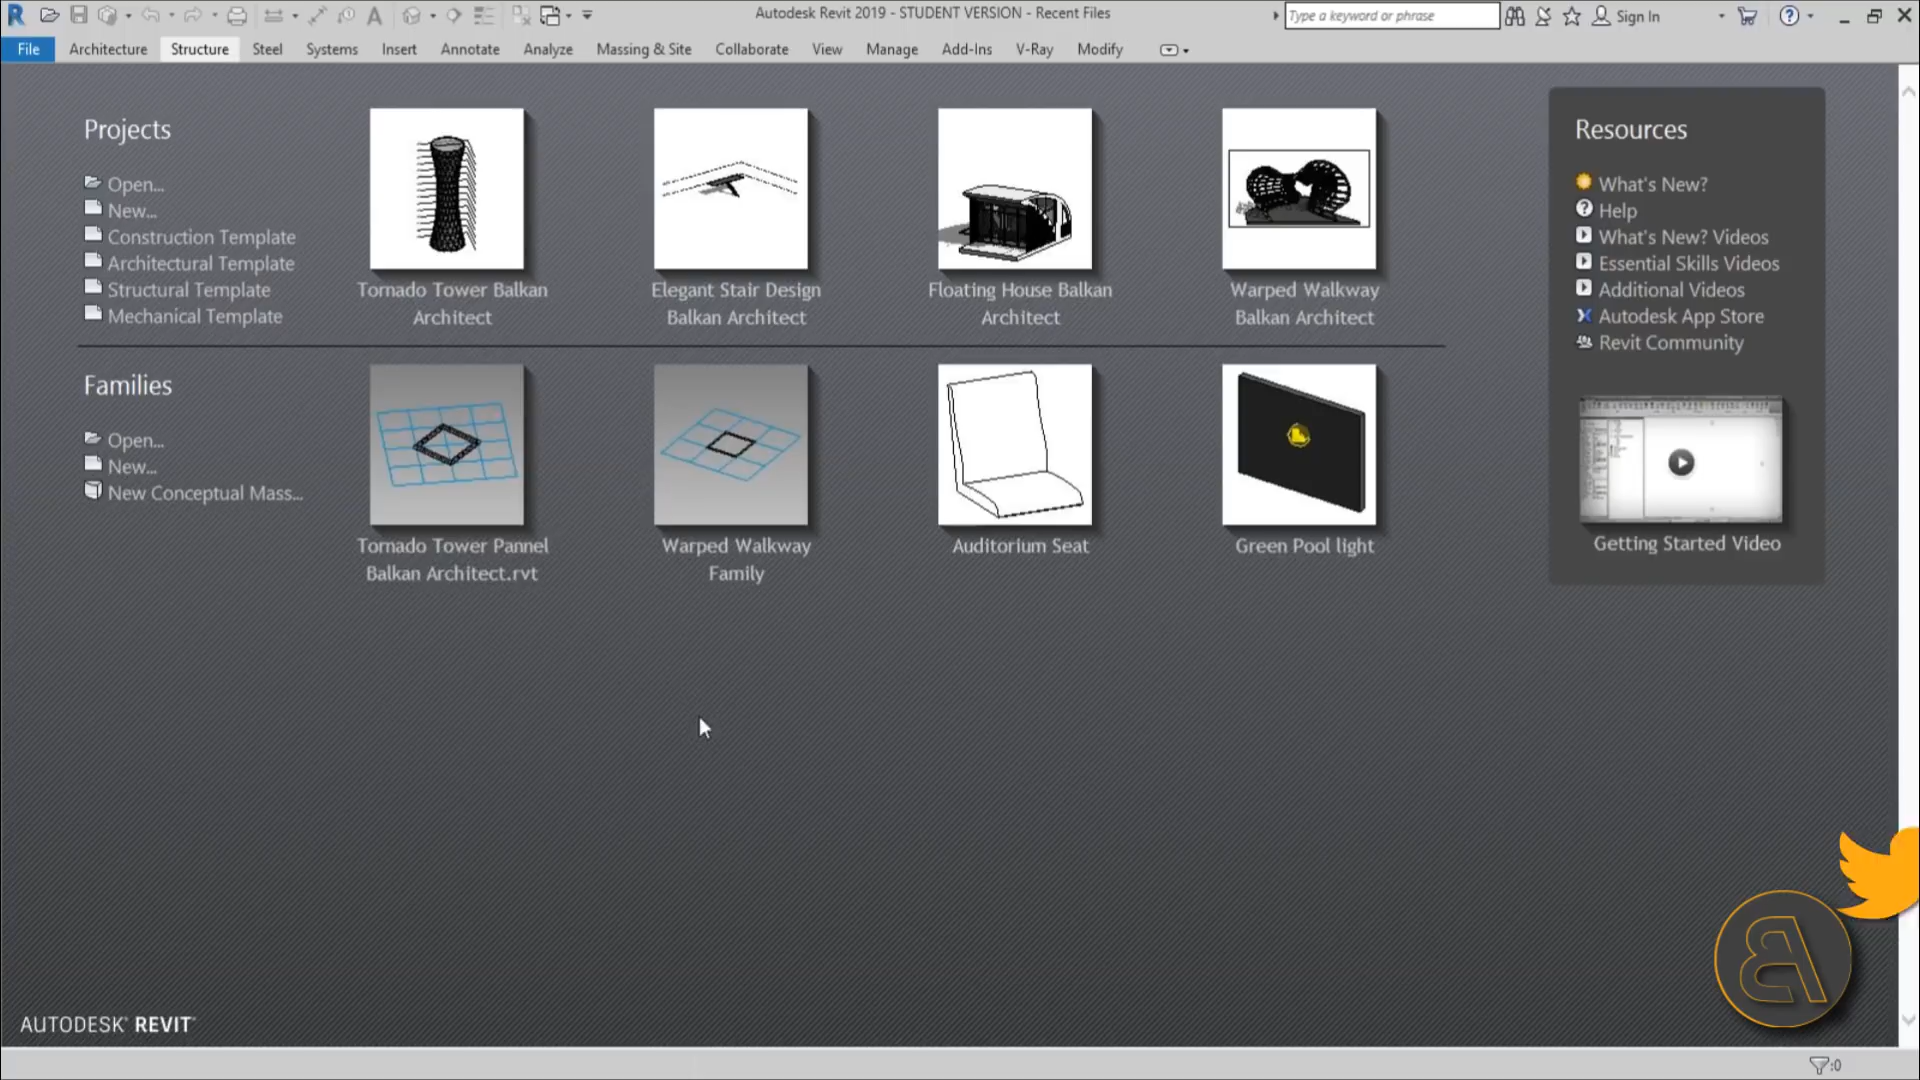 Autodesk Revit 2019 - STUDENT VERSION - Recent Files
Type a keyword or phrase
Sign In
File
Architecture
Structure
Steel
Systems
Insert
Annotate
Analyze
Massing & Site
Collaborate
View
Manage
Add-Ins
V-Ray
Modify
Projects
Open...
New...
Construction Template
Architectural Template
Structural Template
Mechanical Template
Tornado Tower Balkan
Architect
Elegant Stair Design
Balkan Architect
Floating House Balkan
Architect
Warped Walkway
Balkan Architect
Families
Open...
New...
New Conceptual Mass...
Tornado Tower Pannel
Balkan Architect.rvt
Warped Walkway
Family
Auditorium Seat
Green Pool light
Resources
What's New?
Help
What's New? Videos
Essential Skills Videos
Additional Videos
Autodesk App Store
Revit Community
Getting Started Video
AUTODESK® REVIT®
:0